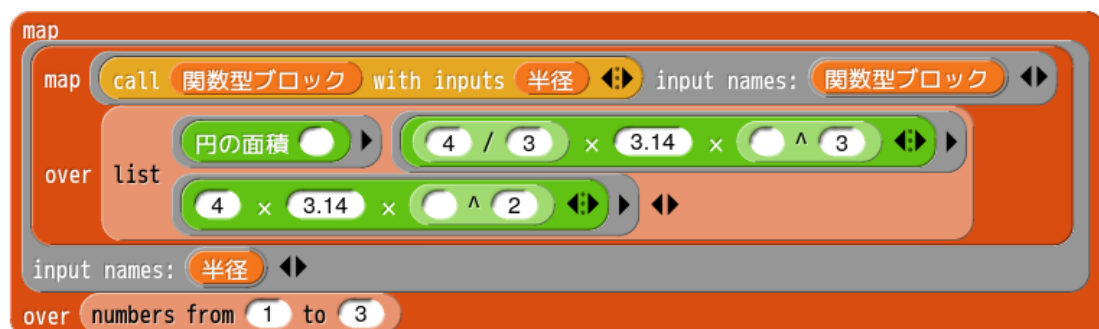 map
map call 関数型ブロック with inputs 半径 input names: 関数型ブロック
円の面積 4 / 3 × 3.14 × ^ 3
over list
4 × 3.14 × ^ 2
input names: 半径
over numbers from 1 to 3